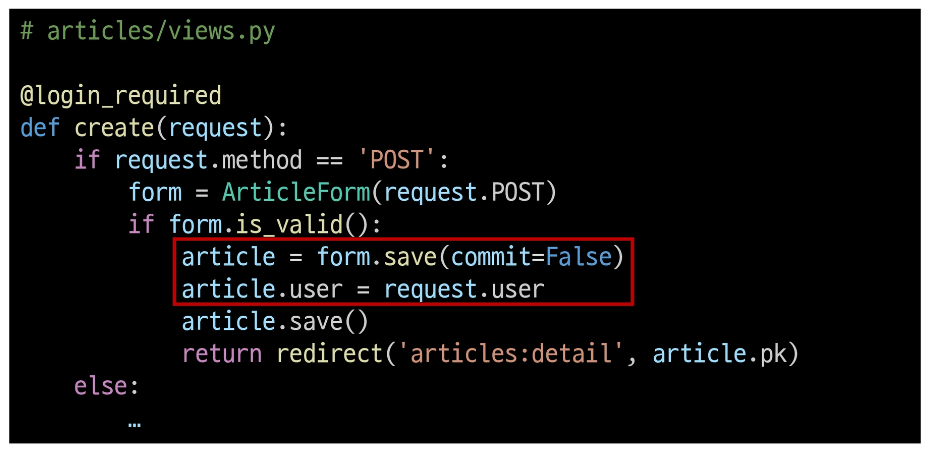 # articles/views.py
@login_required
def create(request):
    if request.method == 'POST':
        form = ArticleForm(request.POST)
        if form.is_valid():
            article = form.save(commit=False)
            article.user = request.user
            article.save()
            return redirect('articles:detail', article.pk)
    else:
        …